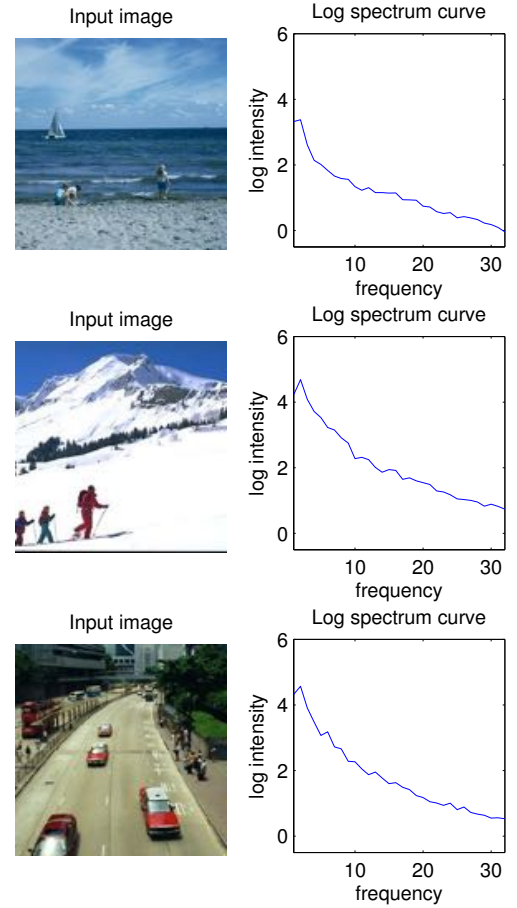 Input image
Log spectrum curve
6
4
2
0
log intensity
10 20 30
frequency
Input image
Log spectrum curve
6
4
2
0
log intensity
10 20 30
frequency
Input image
Log spectrum curve
6
4
2
0
log intensity
10 20 30
frequency